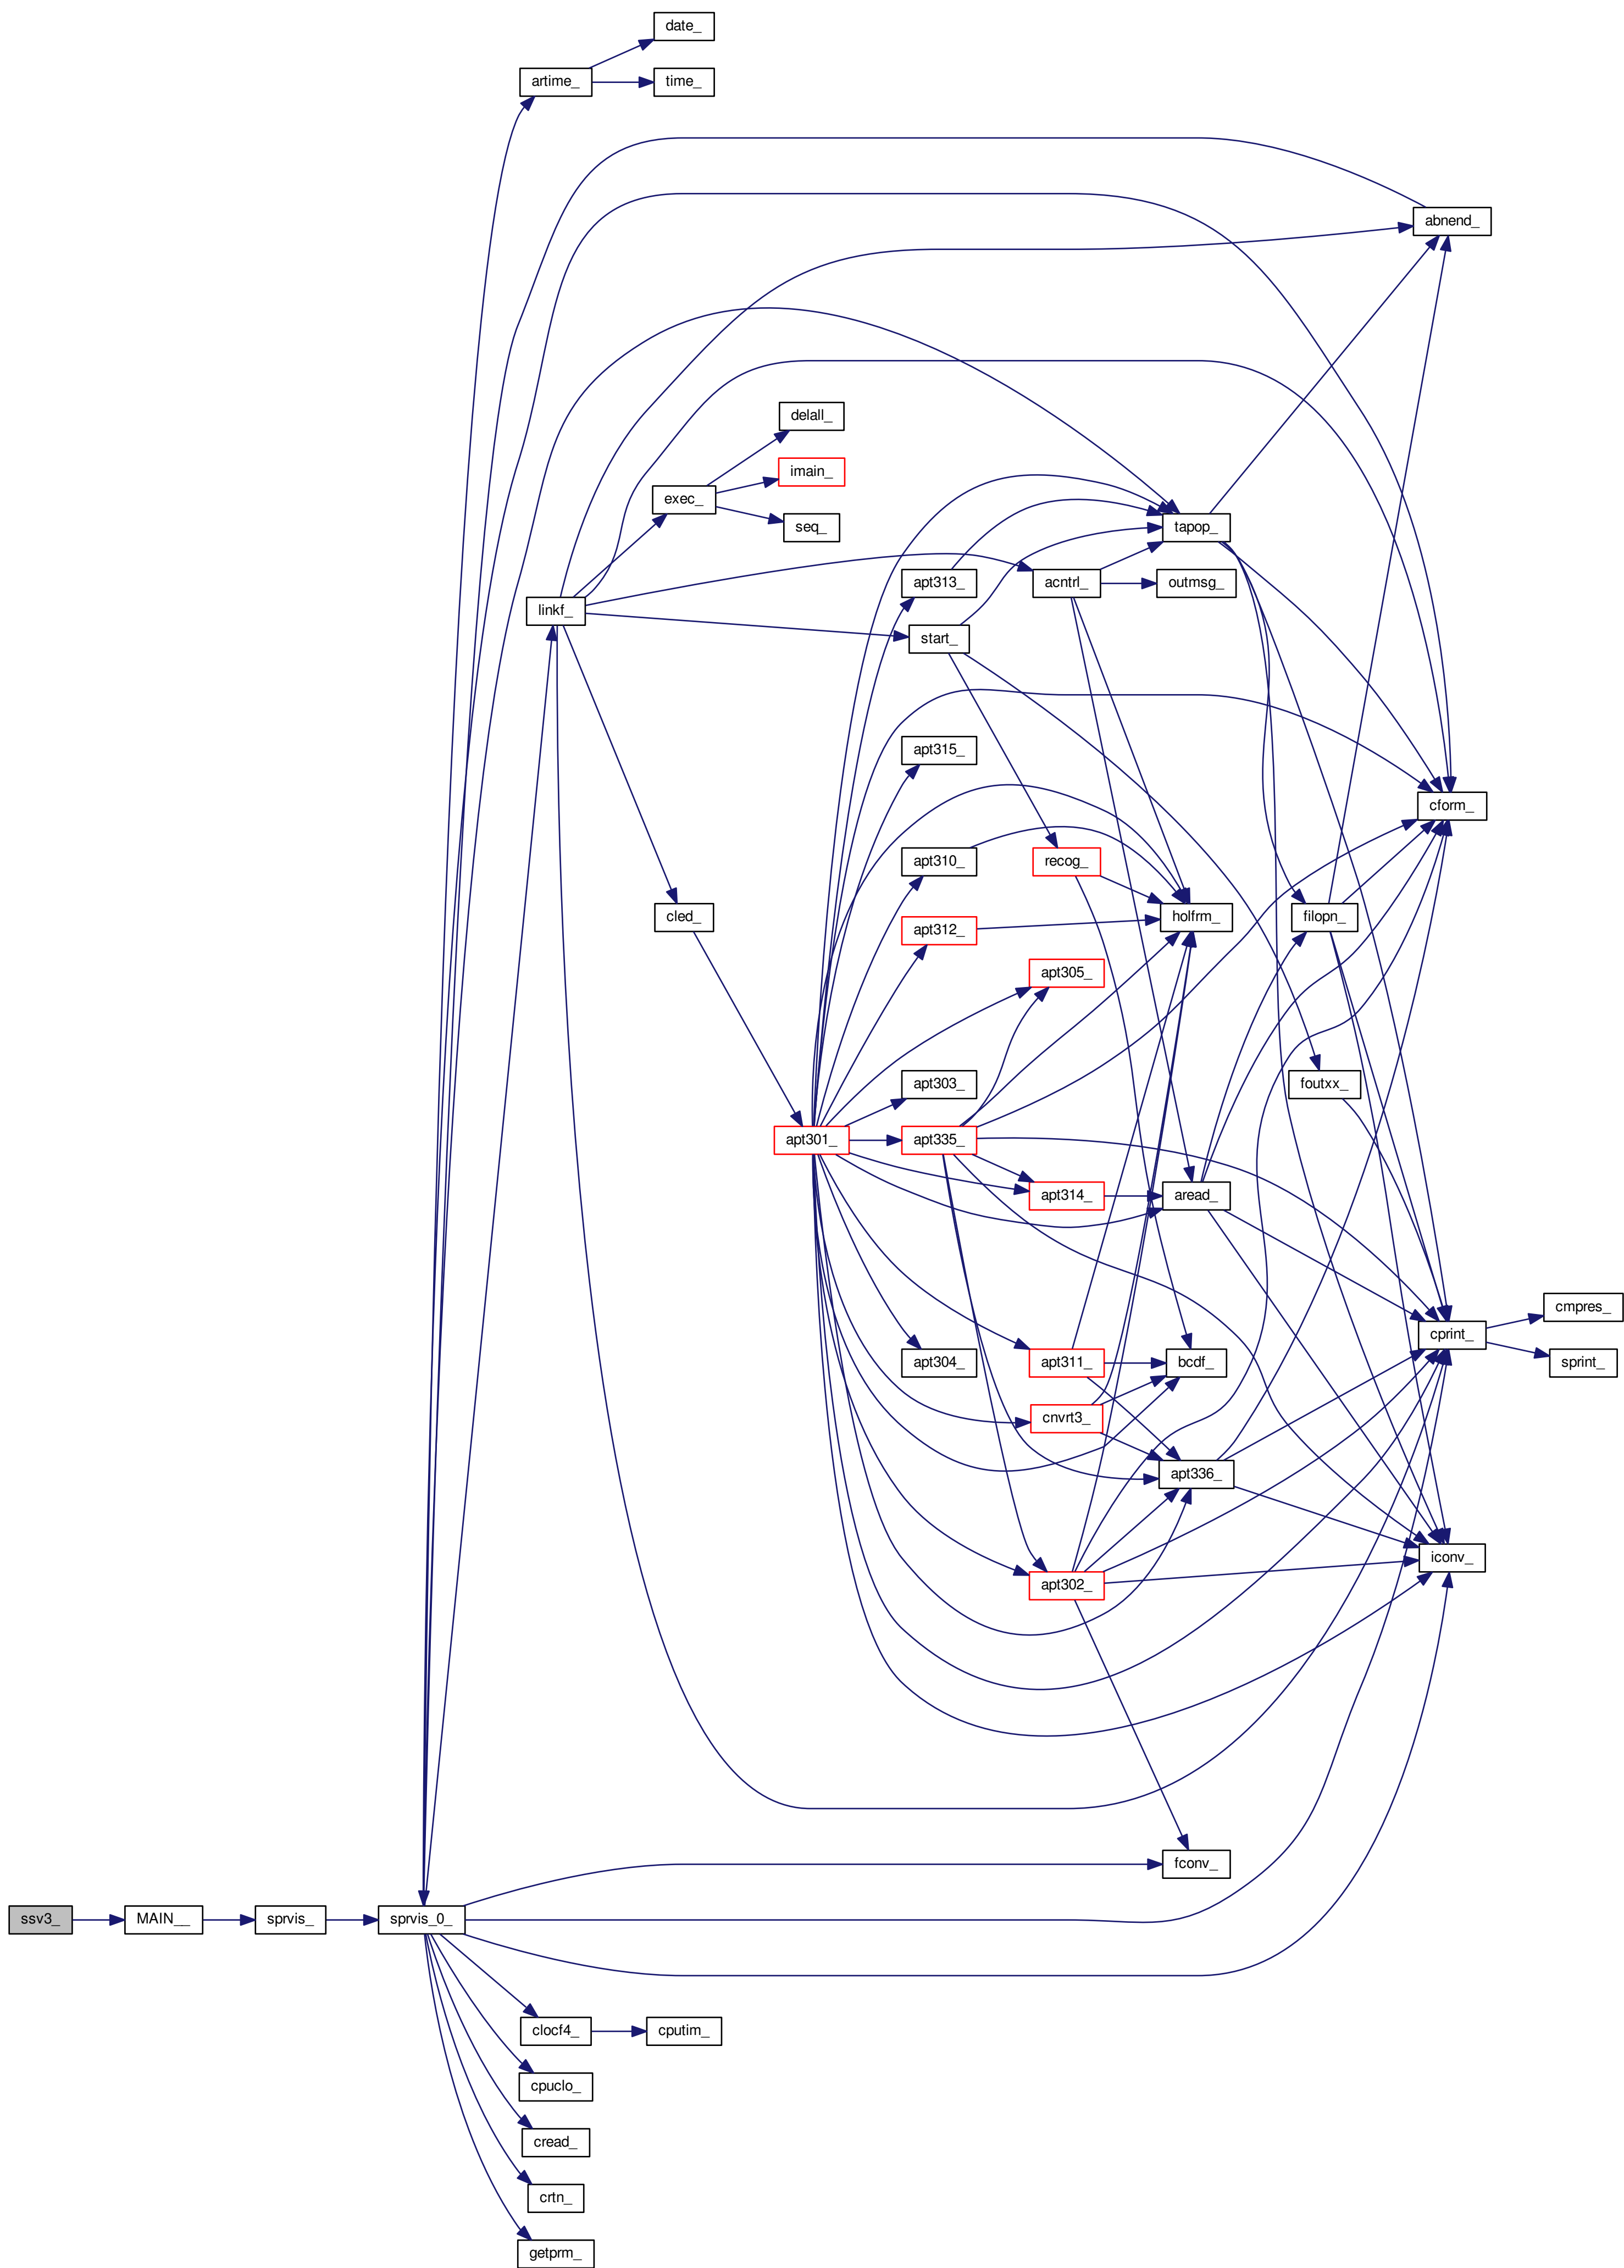 date_
artime_
time_
abnend_
delall_
imain_
exec_
seq_
tapop_
apt313_
acntrl_
outmsg_
linkf_
start_
apt315_
cform_
apt310_
recog_
cled_
holfrm_
filopn_
apt312_
apt305_
apt303_
foutxx_
apt301_
apt335_
apt314_
aread_
cmpres_
cprint_
sprint_
apt304_
apt311_
bcdf_
cnvrt3_
apt336_
iconv_
apt302_
fconv_
ssv3_
MAIN__
sprvis_
sprvis_0_
clocf4_
cputim_
cpuclo_
cread_
crtn_
getprm_